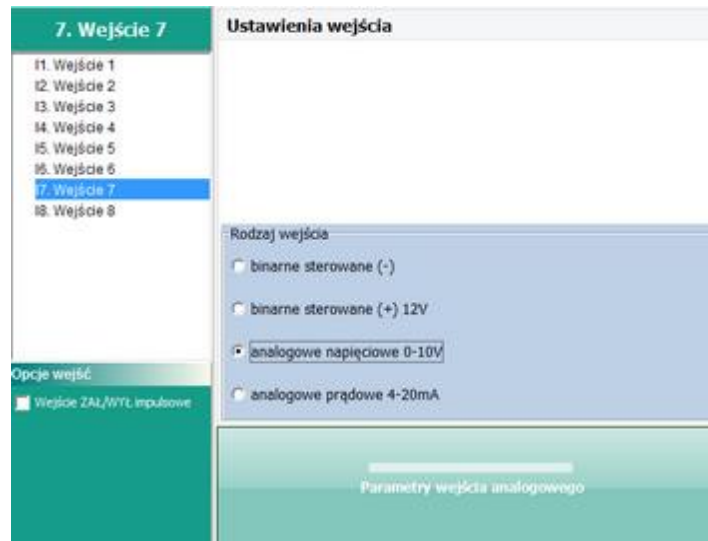 7. Wejście 7
I1. Wejście 1
I2. Wejście 2
I3. Wejście 3
I4. Wejście 4
I5. Wejście 5
I6. Wejście 6
I7. Wejście 7
I8. Wejście 8
Opcje wejść
Wejście ZAŁ/WYŁ impulsowe
Ustawienia wejścia
Rodzaj wejścia
binarne sterowane (-)
binarne sterowane (+) 12V
analogowe napięciowe 0-10V
analogowe prądowe 4-20mA
Parametry wejścia analogowego